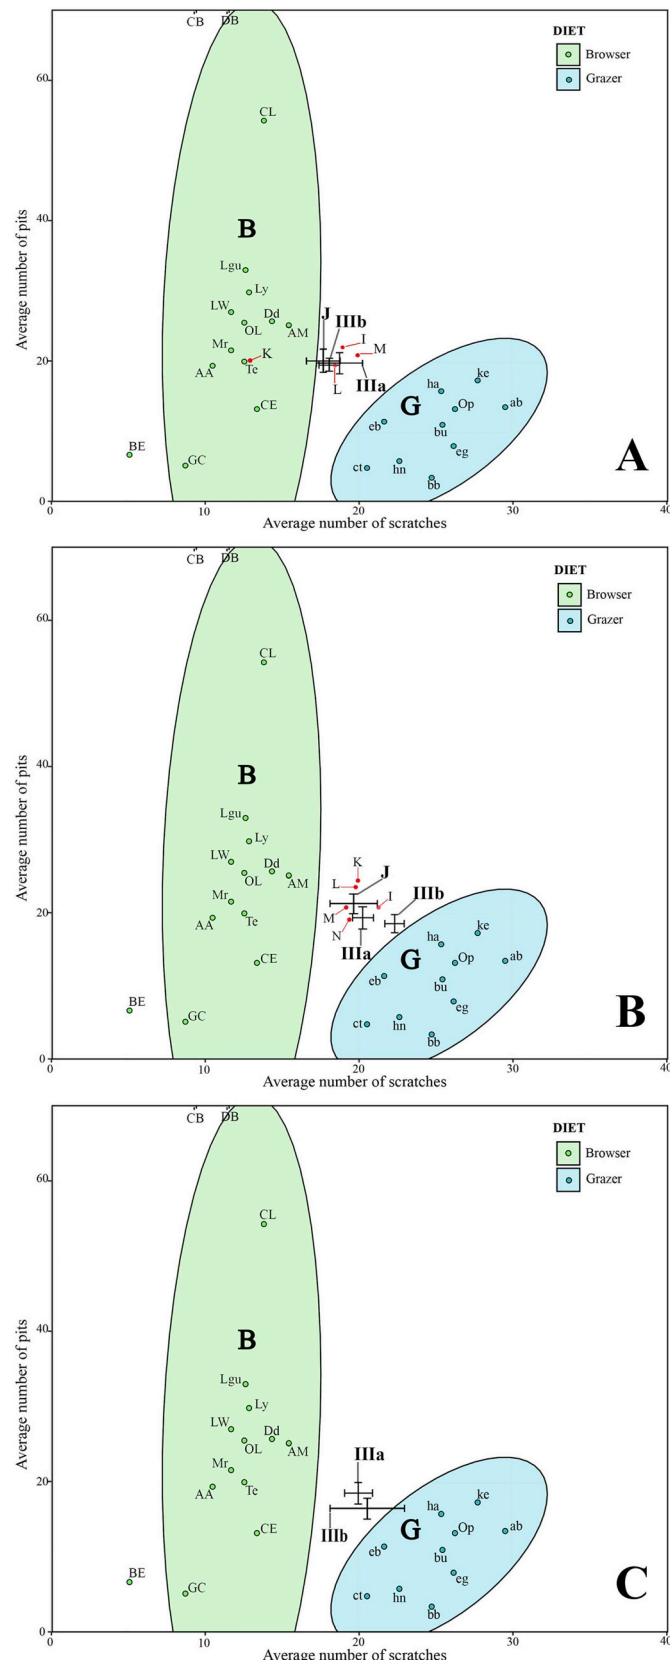 CB DB
DIET
Browser
Grazer
60
CL
40
B
Lgu
Ly
LW
Dd
OL
AM
J
IIIb
I
M
Mr
K
20
AA
Te
L
IIIa
ke
ha
CE
G
Op
ab
eb
bu
BE
eg
GC
ct
hn
bb
A
0
0
10
20
30
40
Average number of pits
Average number of scratches
CB DB
DIET
Browser
Grazer
60
CL
40
B
Lgu
Ly
K
LW
Dd
J
L
OL
AM
Mr
I
IIIb
M
20
AA
Te
N
ke
IIIa
ha
CE
G
Op
ab
eb
bu
BE
eg
GC
ct
hn
bb
B
0
0
10
20
30
40
Average number of pits
Average number of scratches
CB DB
DIET
Browser
Grazer
60
CL
40
B
Lgu
Ly
LW
Dd
OL
AM
IIIa
Mr
20
AA
Te
ke
ha
IIIb
CE
G
Op
ab
eb
bu
BE
eg
GC
ct
hn
bb
C
0
0
10
20
30
40
Average number of pits
Average number of scratches